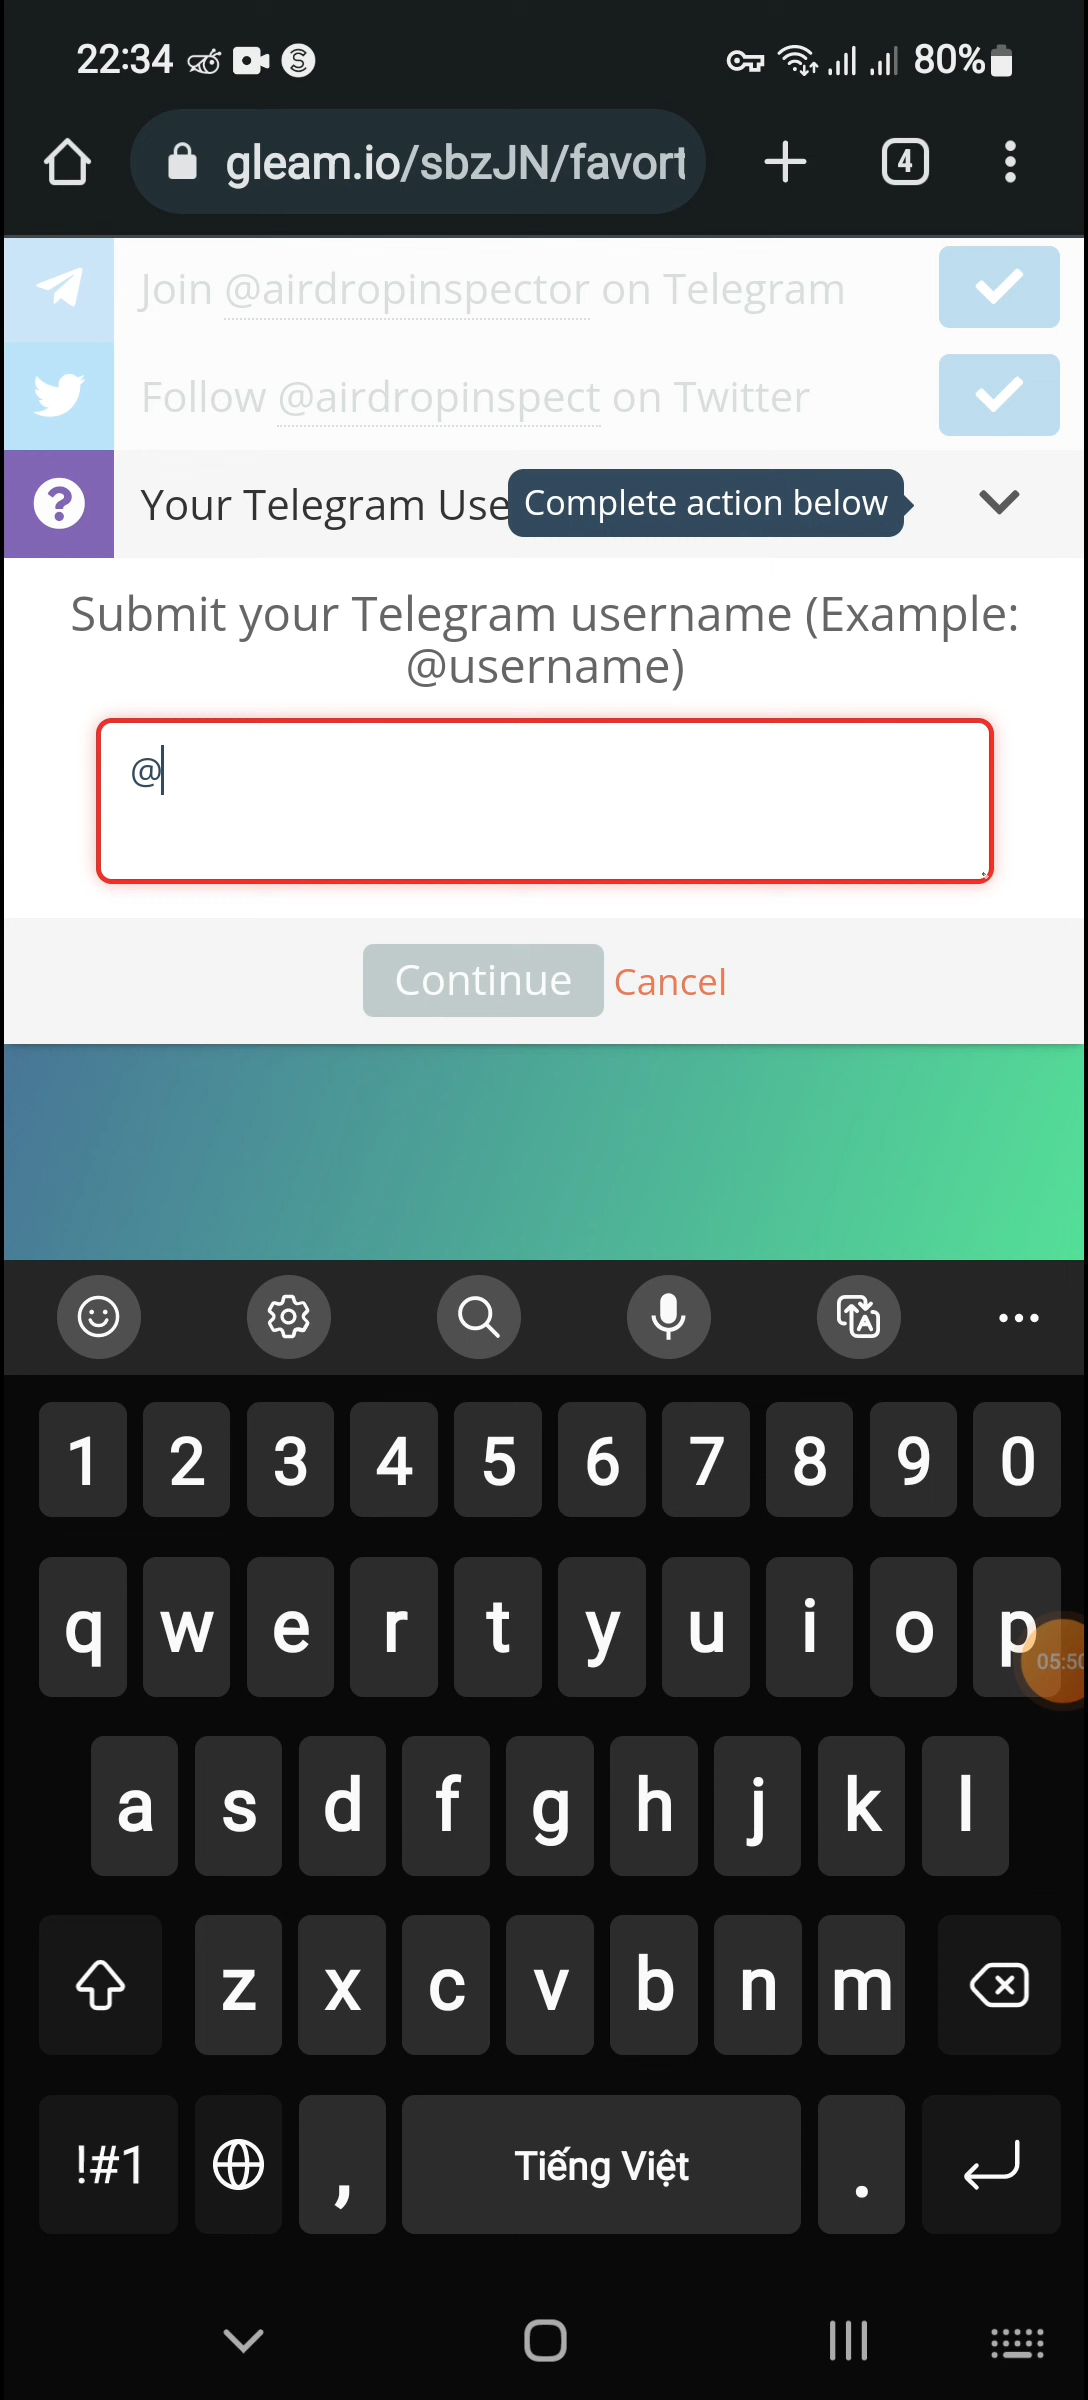 22:34 80%
gleam.io/sbzJN/favort
4
Join @airdropinspector on Telegram
Follow @airdropinspect on Twitter
Your Telegram Use
Complete action below
Submit your Telegram username (Example:
@username)
@
Continue Cancel
1 2 3 4 5 6 7 8 9 0
q w e r t y u i o p
05:50
a s d f g h j k l
z x c v b n m
!#1 , Tiếng Việt .